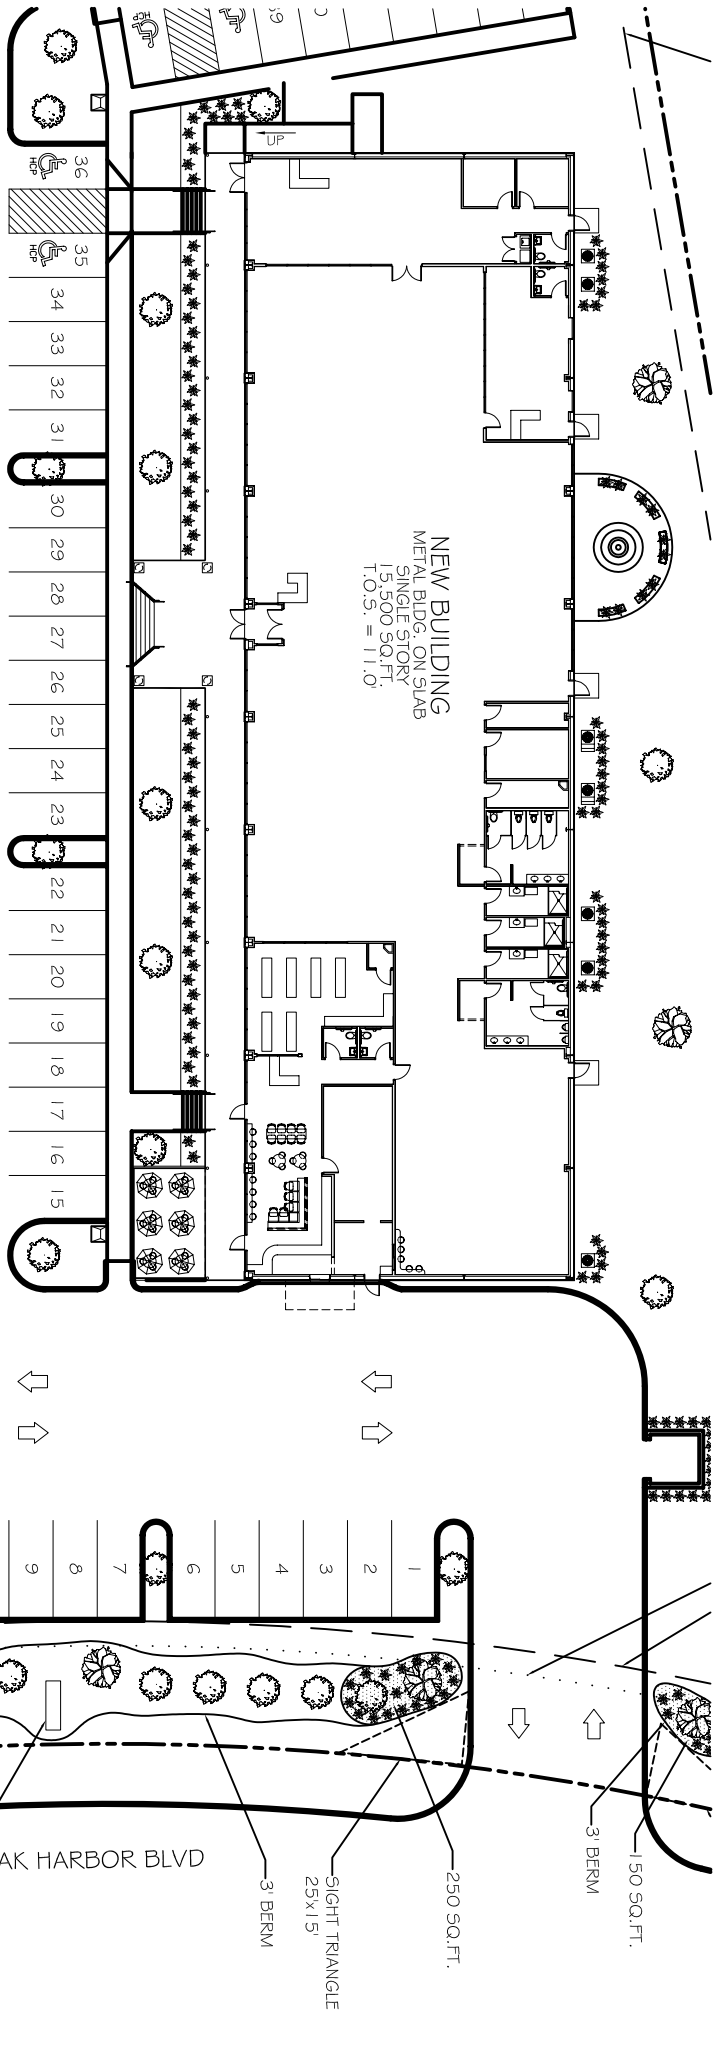 39
HCP
HCP
UP
36
HCP
35
HCP
34
33
32
31
30
29
28
27
26
25
24
23
22
21
20
19
18
17
16
15
NEW BUILDING
METAL BLDG. ON SLAB
SINGLE STORY
15,500 SQ.FT.
T.O.S. = 11.0'
9
8
7
6
5
4
3
2
1
AK HARBOR BLVD
3' BERM
SIGHT TRIANGLE
25'x15'
250 SQ.FT.
3' BERM
150 SQ.FT.